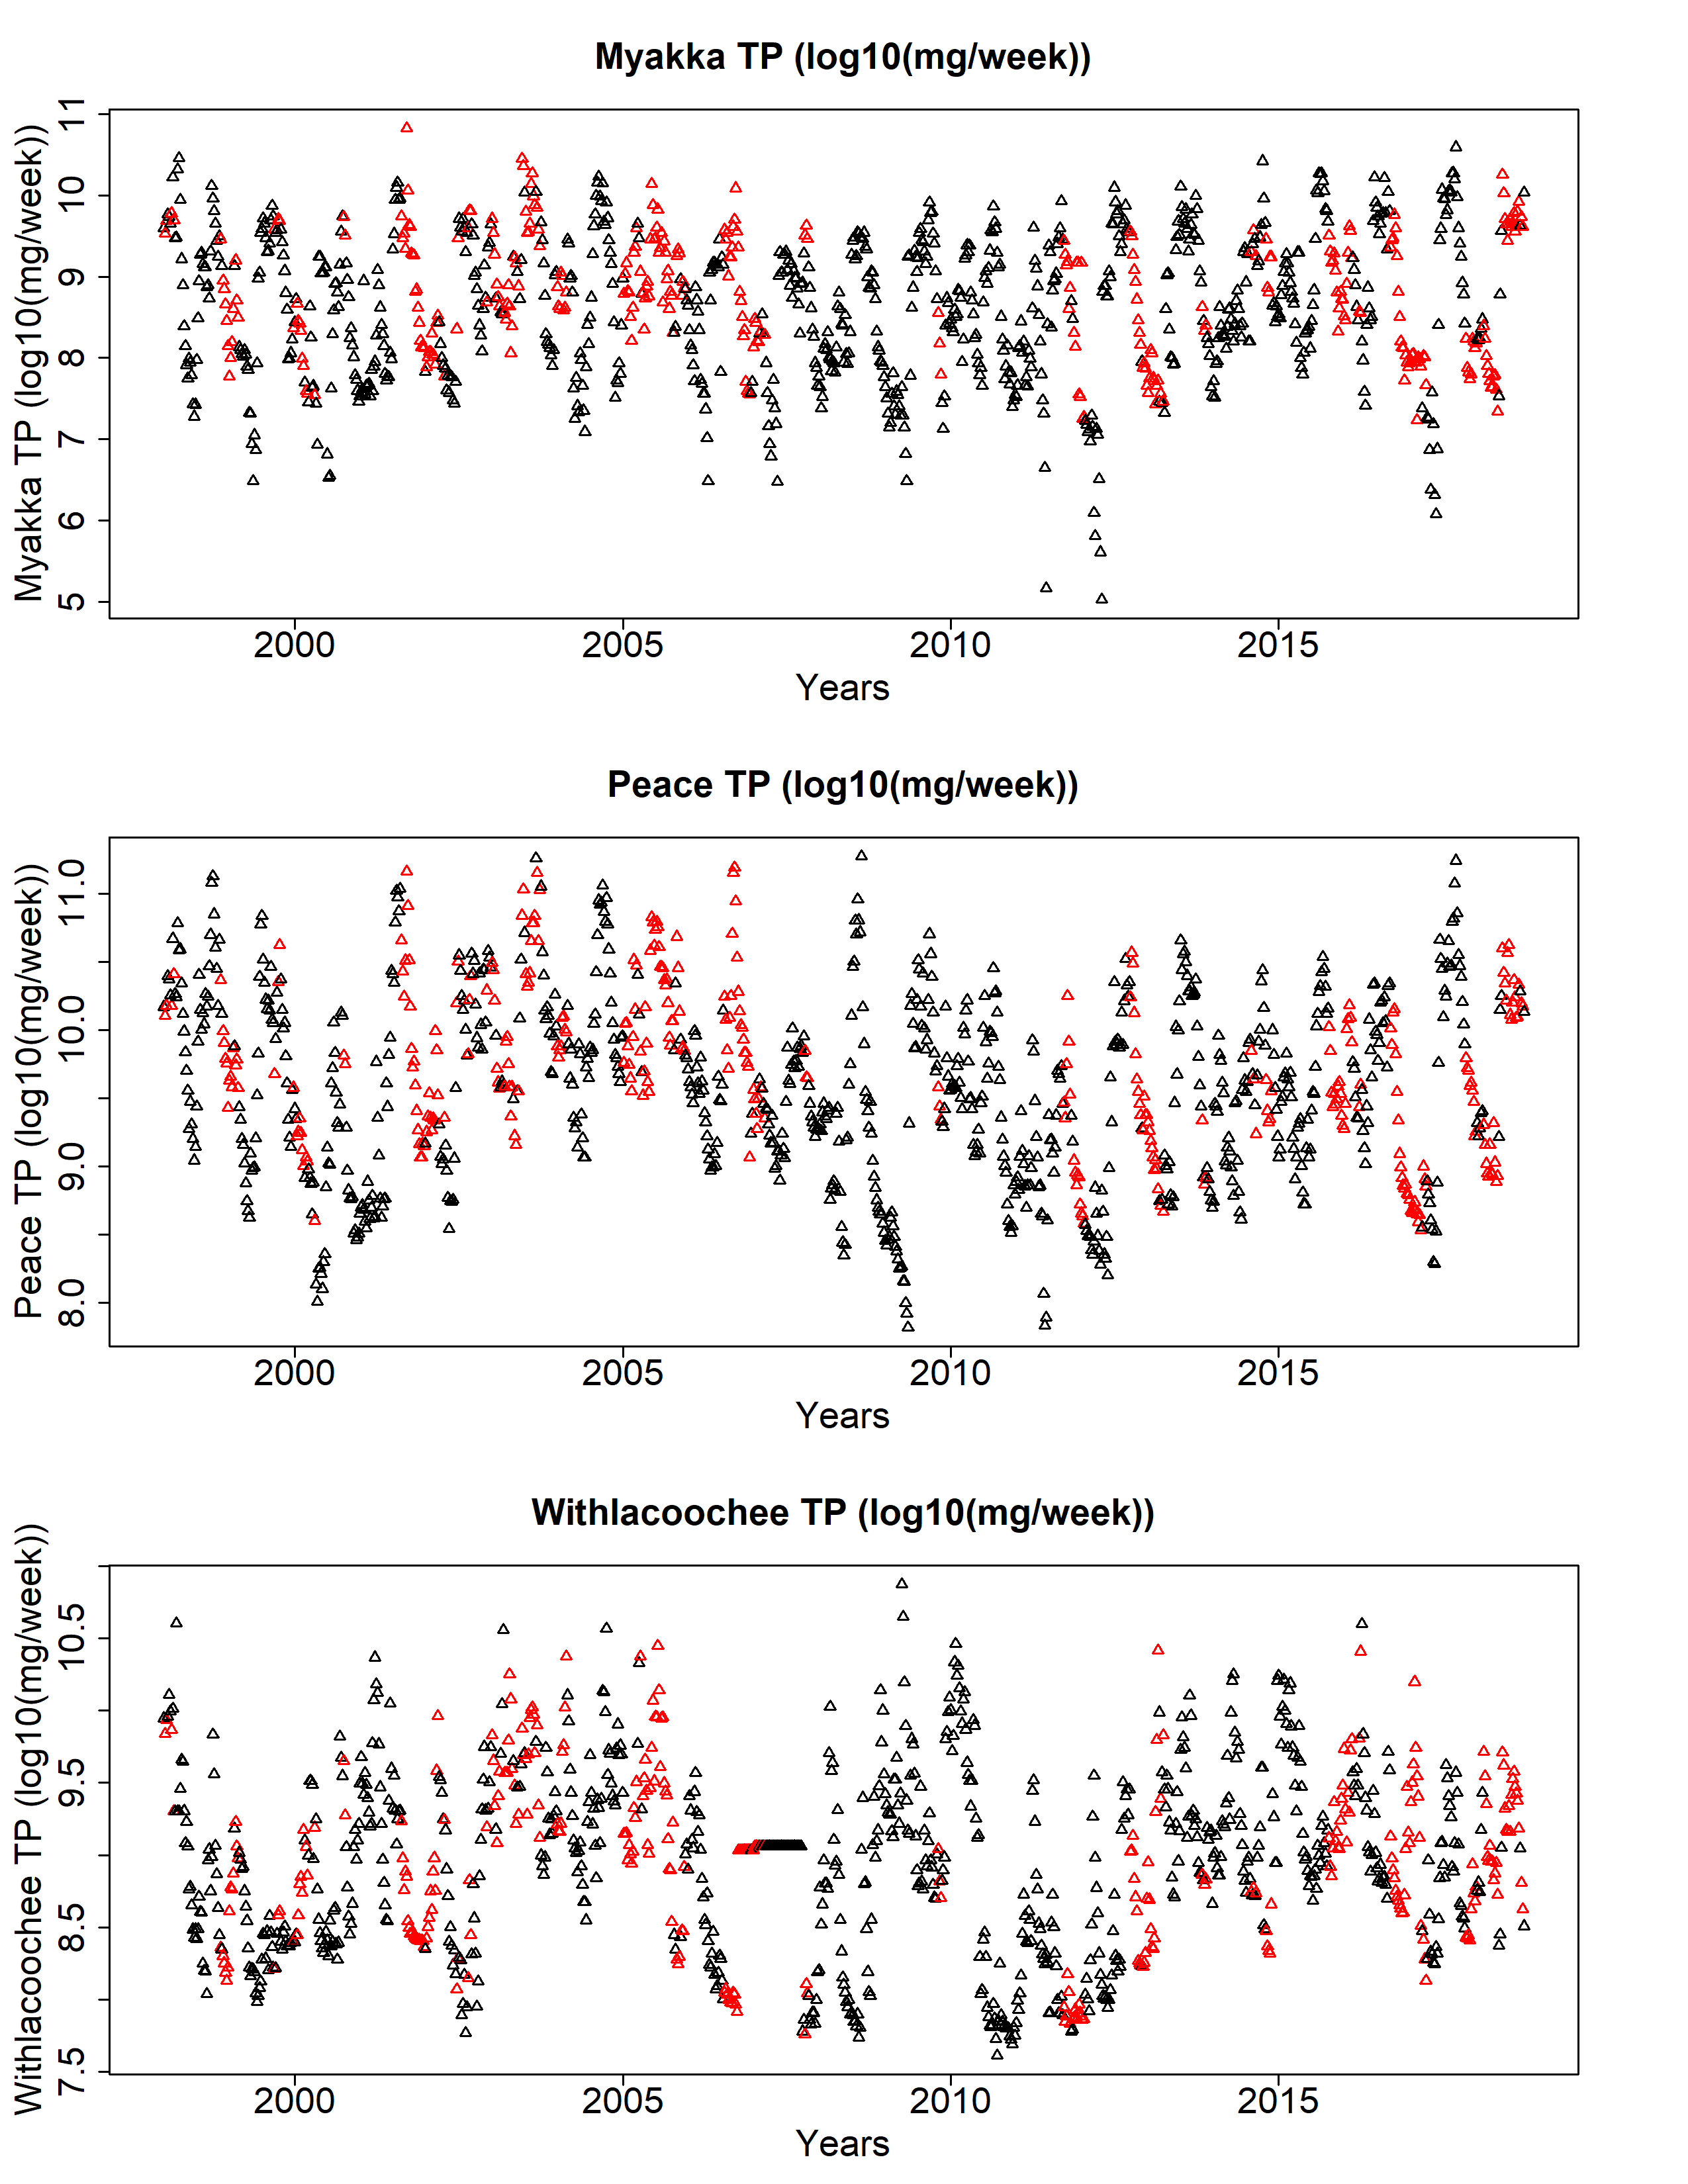 Myakka TP (log10(mg/week))
Myakka TP (log10(mg/week))
11
10
9
8
7
6
5
2000 2005 2010 2015
Years
Peace TP (log10(mg/week))
Peace TP (log10(mg/week))
11.0
10.0
9.0
8.0
2000 2005 2010 2015
Years
Withlacoochee TP (log10(mg/week))
Withlacoochee TP (log10(mg/week))
10.5
9.5
8.5
7.5
2000 2005 2010 2015
Years